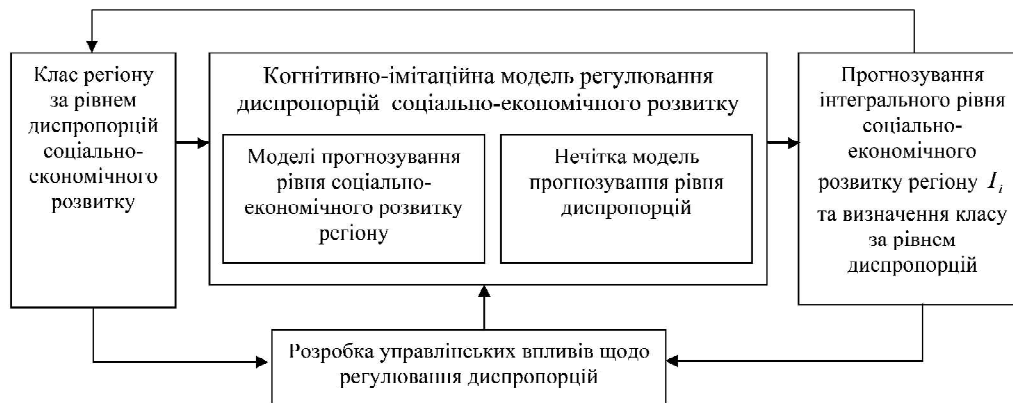 Клас регіону
за рівнем
диспропорцій
соціально-
економічного
розвитку
Когнітивно-імітаційна модель регулювання
диспропорцій соціально-економічного розвитку
Моделі прогнозування
рівня соціально-
економічного розвитку
регіону
Нечітка модель
прогнозування рівня
диспропорцій
Прогнозування
інтегрального рівня
соціально-
економічного
розвитку регіону I_i
та визначення класу
за рівнем
диспропорцій
Розробка управлінських впливів щодо
регулювання диспропорцій